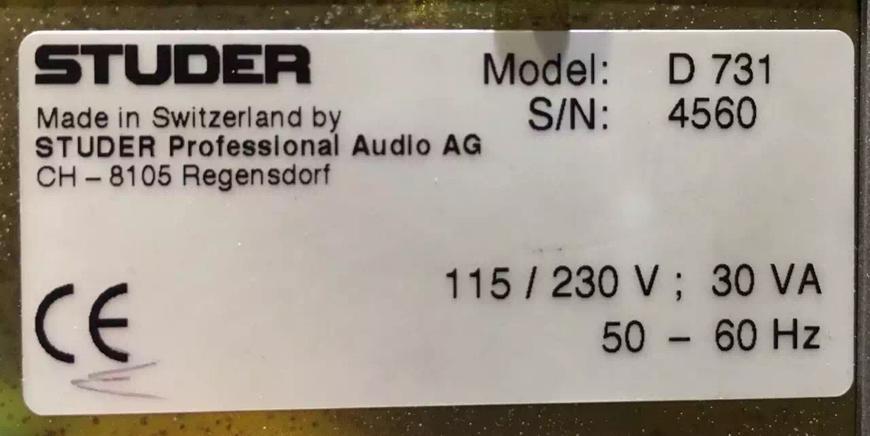 STUDER
Made in Switzerland by
STUDER Professional Audio AG
CH – 8105 Regensdorf
Model: D 731
S/N: 4560
115 / 230 V ; 30 VA
50 – 60 Hz
CE